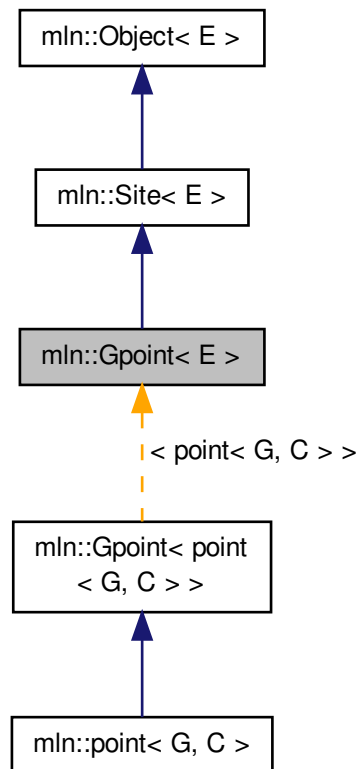 mln::Object< E >
mln::Site< E >
mln::Gpoint< E >
< point< G, C > >
mln::Gpoint< point
< G, C > >
mln::point< G, C >